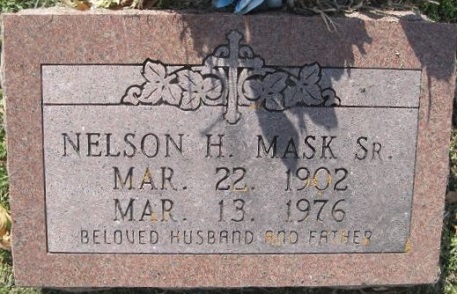 NELSON H. MASK SR.
MAR. 22. 1902
MAR. 13. 1976
BELOVED HUSBAND AND FATHER